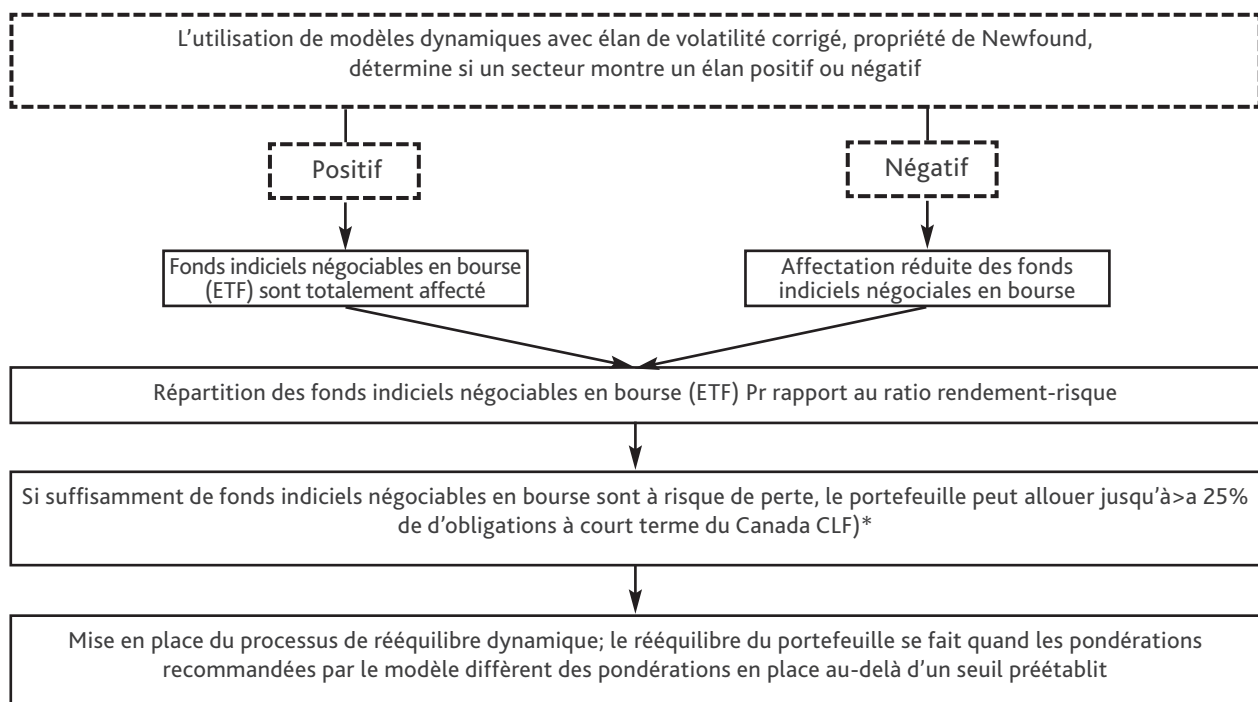 L’utilisation de modèles dynamiques avec élan de volatilité corrigé, propriété de Newfound,
détermine si un secteur montre un élan positif ou négatif
Positif
Négatif
Fonds indiciels négociables en bourse
(ETF) sont totalement affecté
Affectation réduite des fonds
indiciels négociales en bourse
Répartition des fonds indiciels négociables en bourse (ETF) Pr rapport au ratio rendement-risque
Si suffisamment de fonds indiciels négociables en bourse sont à risque de perte, le portefeuille peut allouer jusqu’à>a 25%
de d’obligations à court terme du Canada CLF)*
Mise en place du processus de rééquilibre dynamique; le rééquilibre du portefeuille se fait quand les pondérations
recommandées par le modèle diffèrent des pondérations en place au-delà d’un seuil préétablit